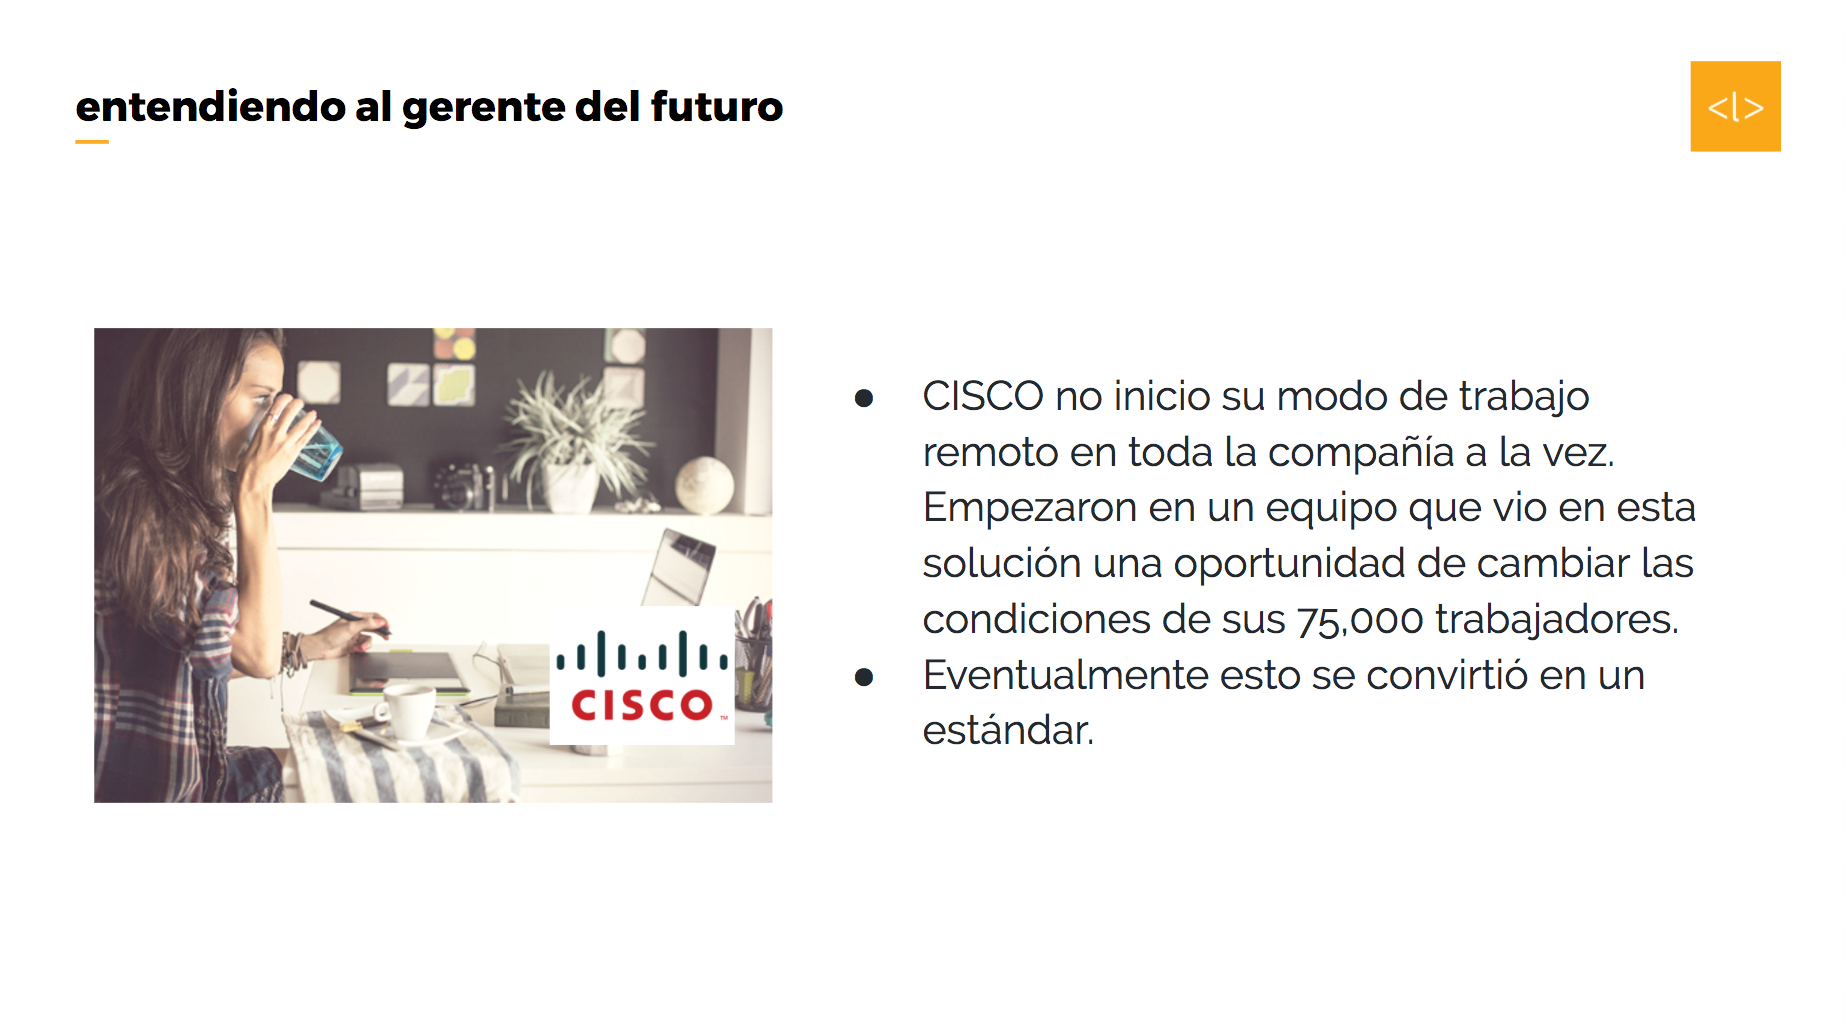 entendiendo al gerente del futuro
<l>
CISCO no inicio su modo de trabajo
remoto en toda la compañía a la vez.
Empezaron en un equipo que vio en esta
solución una oportunidad de cambiar las
condiciones de sus 75,000 trabajadores.
Eventualmente esto se convirtió en un
estándar.
CISCO™